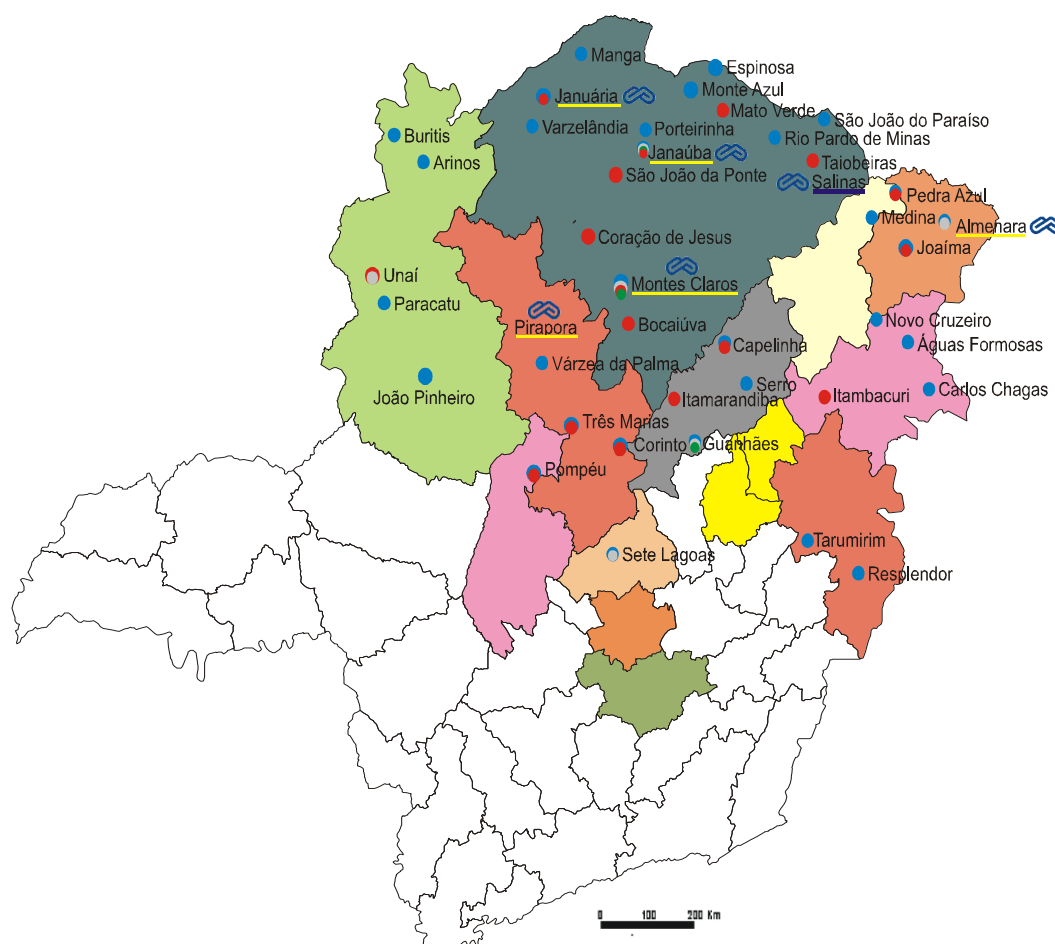 Manga
Espinosa
Januária
Monte Azul
Mato Verde
São João do Paraíso
Varzelândia
Porteirinha
Rio Pardo de Minas
Buritis
Arinos
Janaúba
Taiobeiras
São João da Ponte
Salinas
Pedra Azul
Medina
Almenara
Coração de Jesus
Joaíma
Unaí
Montes Claros
Paracatu
Pirapora
Bocaiúva
Novo Cruzeiro
Capelinha
Águas Formosas
Várzea da Palma
João Pinheiro
Serro
Itamarandiba
Itambacuri
Carlos Chagas
Três Marias
Corinto
Guanhães
Pompéu
Tarumirim
Sete Lagoas
Resplendor
0 100 200 Km